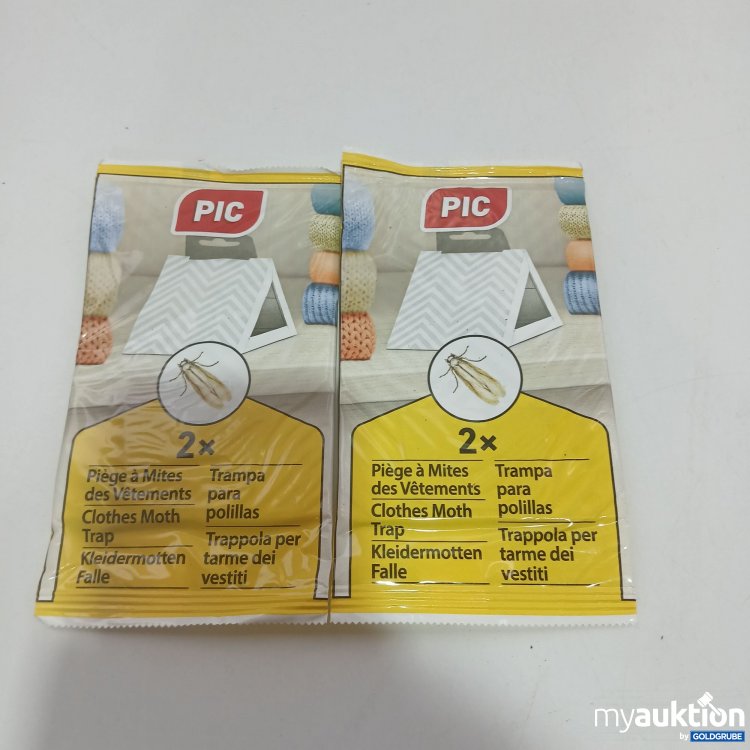 PIC
2×
Piège à Mites
des Vêtements
Clothes Moth
Trap
Kleidermotten
Falle
Trampa
para
polillas
Trappola per
tarme dei
vestiti
PIC
2×
Piège à Mites
des Vêtements
Clothes Moth
Trap
Kleidermotten
Falle
Trampa
para
polillas
Trappola per
tarme dei
vestiti
myauktion
by GOLDGRUBE